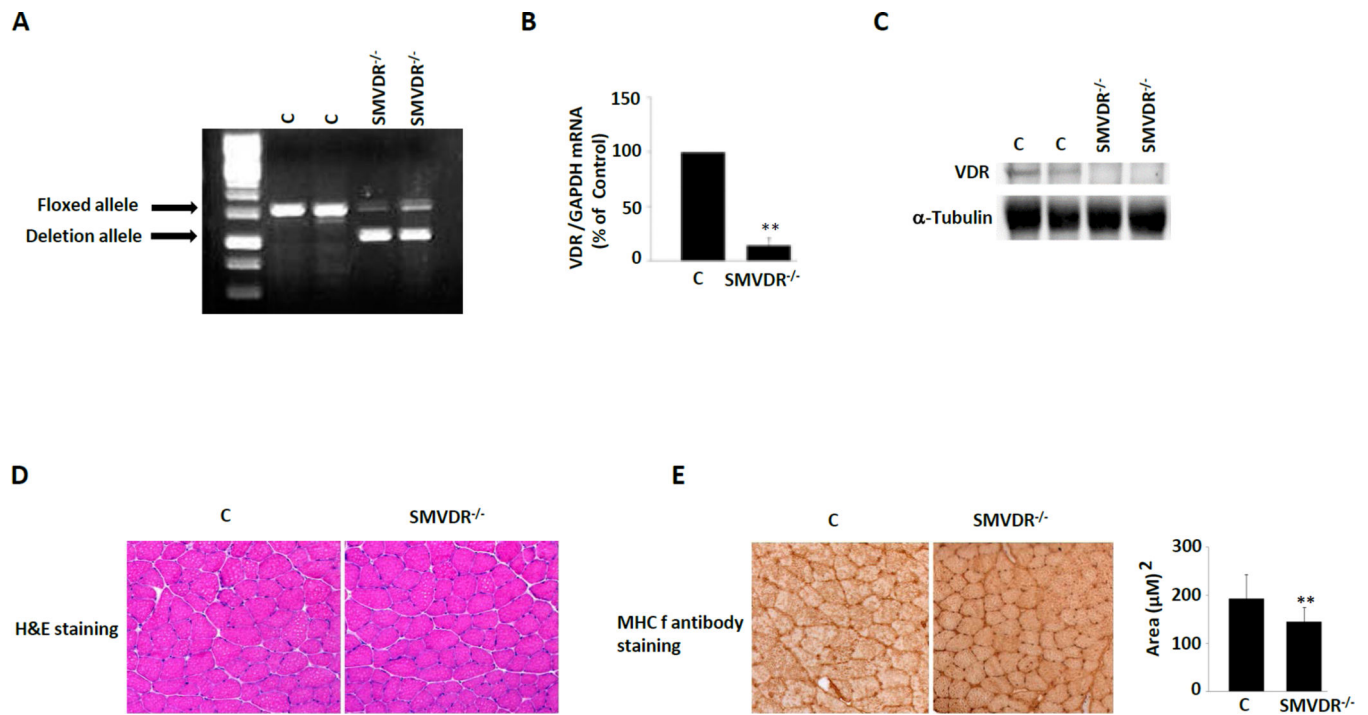 A
C
C
SMVDR-/-
SMVDR-/-
Floxed allele
Deletion allele
B
VDR /GAPDH mRNA
(% of Control)
150
100
50
0
**
C
SMVDR-/-
C
C
C
SMVDR-/-
SMVDR-/-
VDR
α-Tubulin
D
C
SMVDR-/-
H&E staining
E
C
SMVDR-/-
MHC f antibody
staining
Area (µM)2
300
200
100
0
**
C
SMVDR-/-